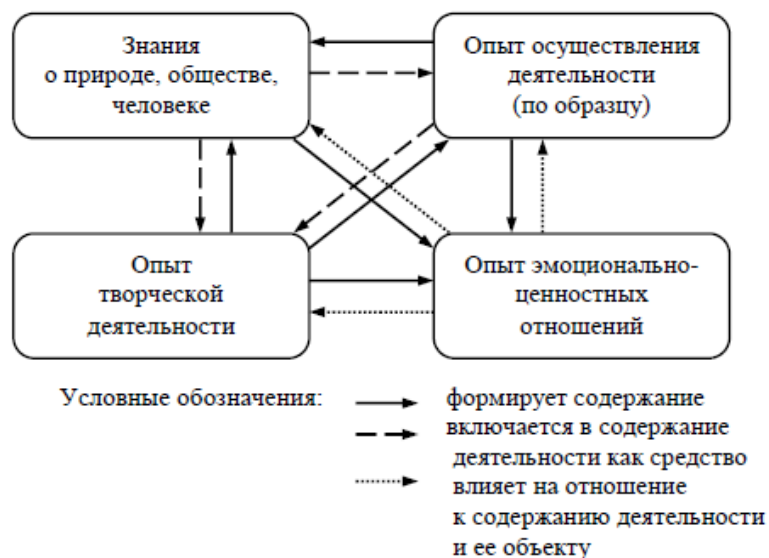 Знания
о природе, обществе,
человеке
Опыт осуществления
деятельности
(по образцу)
Опыт
творческой
деятельности
Опыт эмоционально-
ценностных
отношений
Условные обозначения:
формирует содержание
включается в содержание
деятельности как средство
влияет на отношение
к содержанию деятельности
и ее объекту